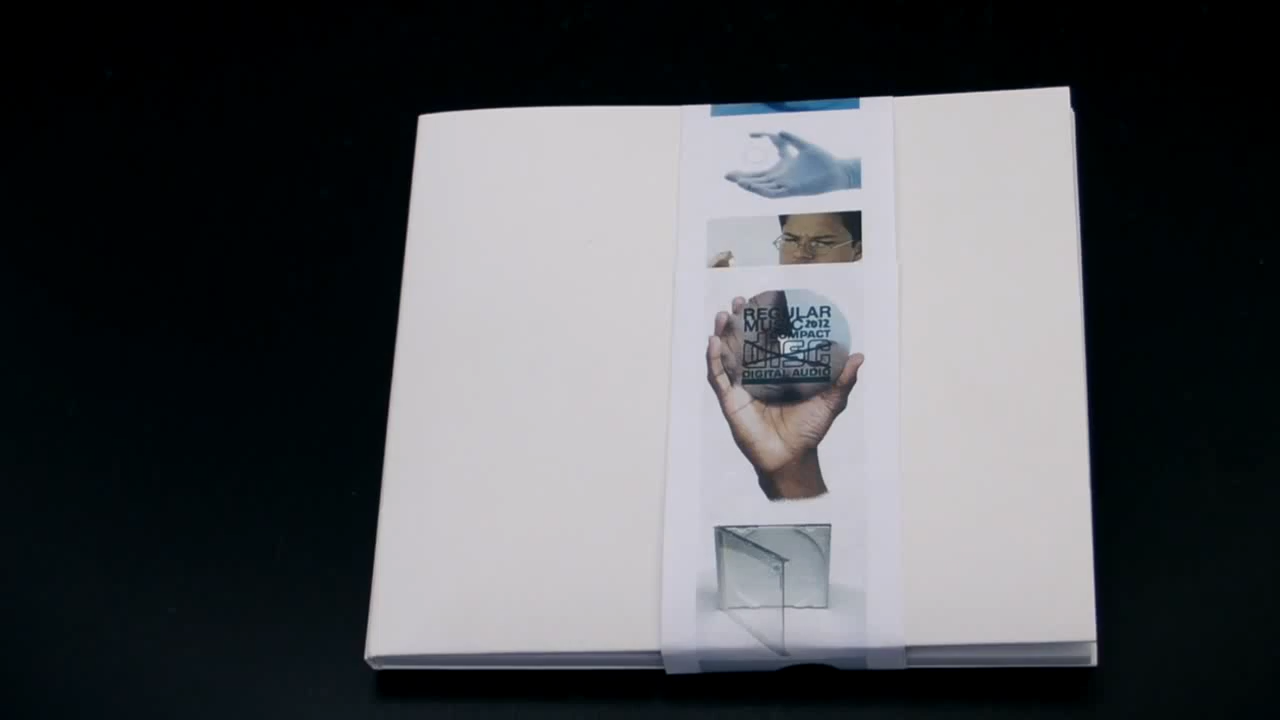 REGULAR
MUSIC 2012
COMPACT
disc
DIGITAL AUDIO